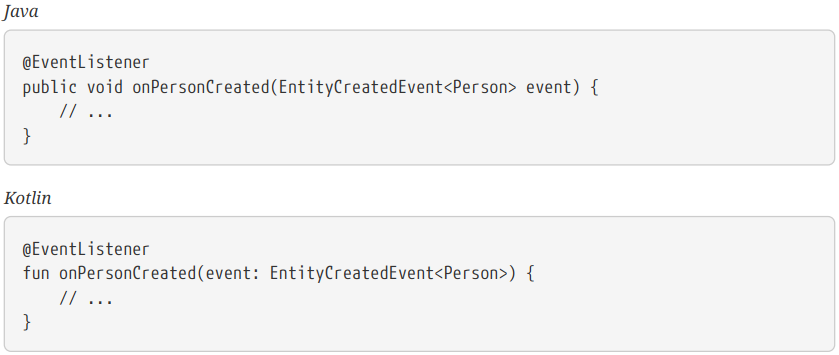 Java
@EventListener
public void onPersonCreated(EntityCreatedEvent<Person> event) {
    // ...
}
Kotlin
@EventListener
fun onPersonCreated(event: EntityCreatedEvent<Person>) {
    // ...
}